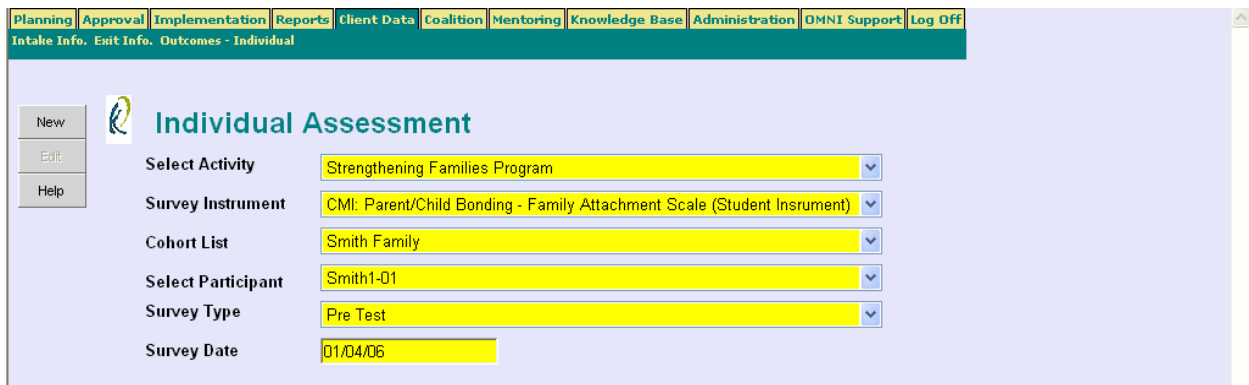 Planning Approval Implementation Reports Client Data Coalition Mentoring Knowledge Base Administration OMNI Support Log Off
Intake Info. Exit Info. Outcomes - Individual
New
Edit
Help
Individual Assessment
Select Activity Strengthening Families Program
Survey Instrument CMI: Parent/Child Bonding - Family Attachment Scale (Student Insrument)
Cohort List Smith Family
Select Participant Smith1-01
Survey Type Pre Test
Survey Date 01/04/06